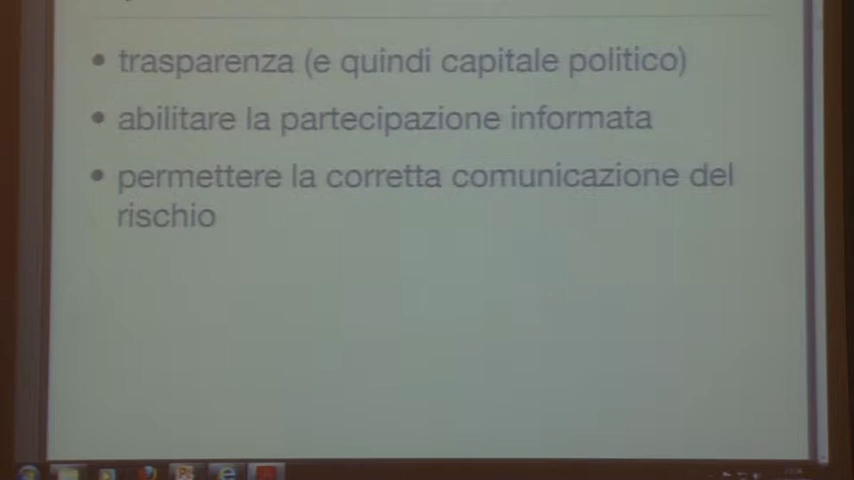 • trasparenza (e quindi capitale politico)
• abilitare la partecipazione informata
• permettere la corretta comunicazione del
rischio